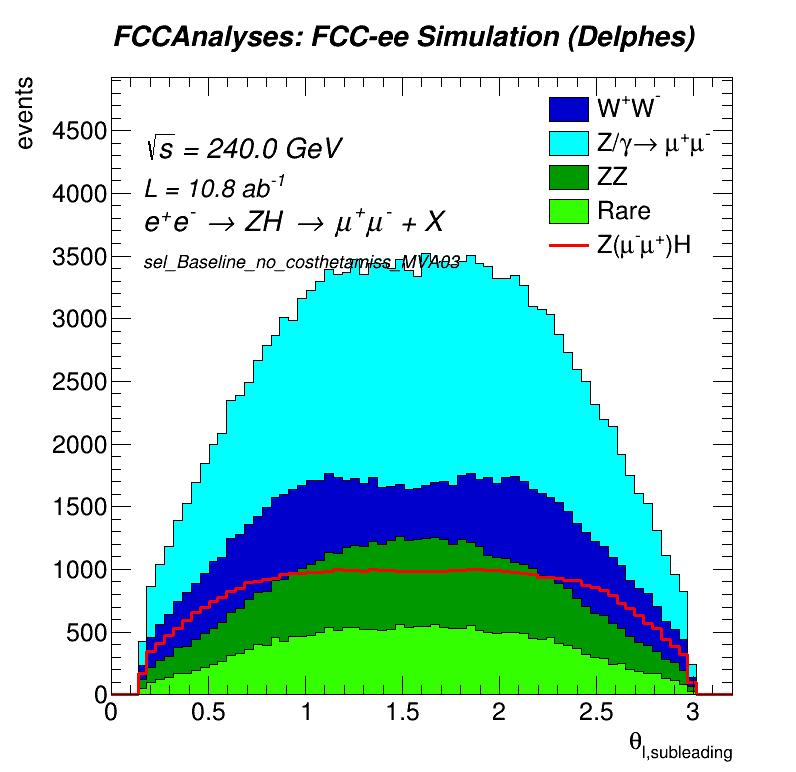 FCCAnalyses: FCC-ee Simulation (Delphes)
events
√s = 240.0 GeV
L = 10.8 ab⁻¹
e⁺e⁻ → ZH → μ⁺μ⁻ + X
sel_Baseline_no_costhetamiss_MVA03
W⁺W⁻
Z/γ→ μ⁺μ⁻
ZZ
Rare
Z(μ⁻μ⁺)H
4500
4000
3500
3000
2500
2000
1500
1000
500
0
0 0.5 1 1.5 2 2.5 3
θl,subleading